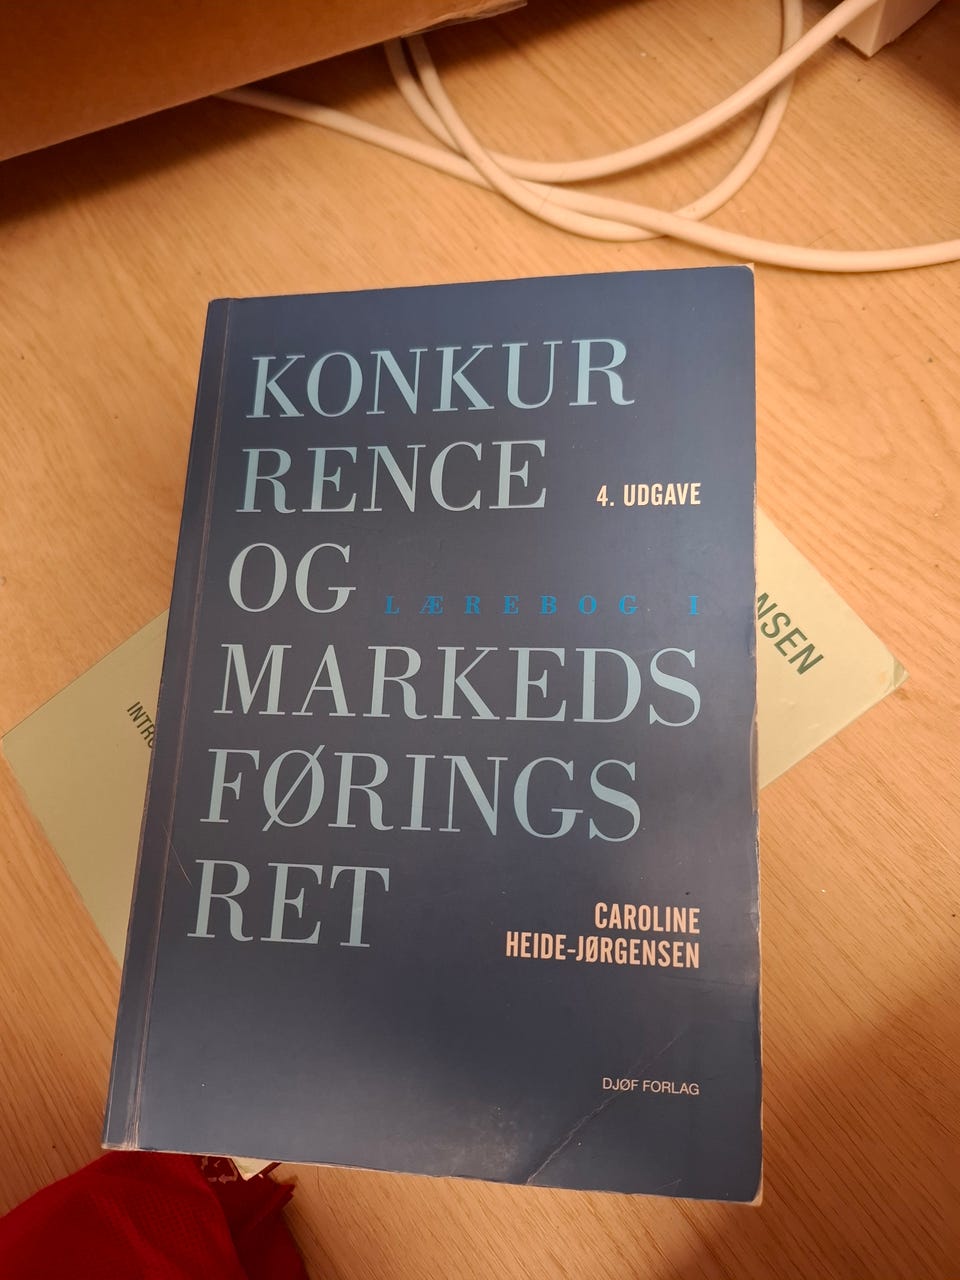 KONKUR
RENCE
4. UDGAVE
OG
LÆREBOG I
MARKEDS
FØRINGS
RET
CAROLINE
HEIDE-JØRGENSEN
DJØF FORLAG